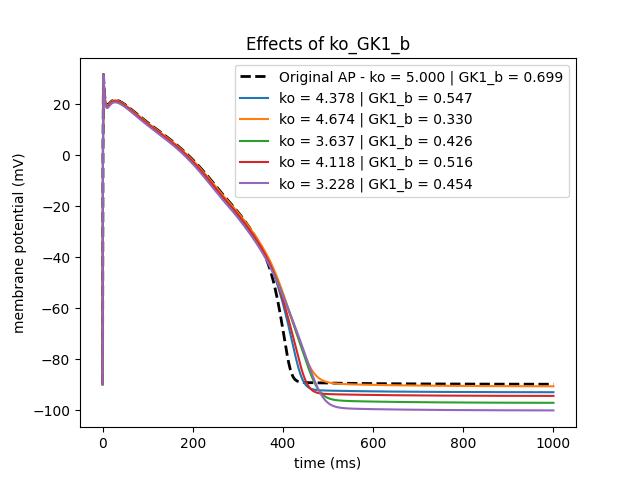 Effects of ko_GK1_b
Original AP - ko = 5.000 | GK1_b = 0.699
ko = 4.378 | GK1_b = 0.547
ko = 4.674 | GK1_b = 0.330
ko = 3.637 | GK1_b = 0.426
ko = 4.118 | GK1_b = 0.516
ko = 3.228 | GK1_b = 0.454
membrane potential (mV)
20
0
−20
−40
−60
−80
−100
0 200 400 600 800 1000
time (ms)